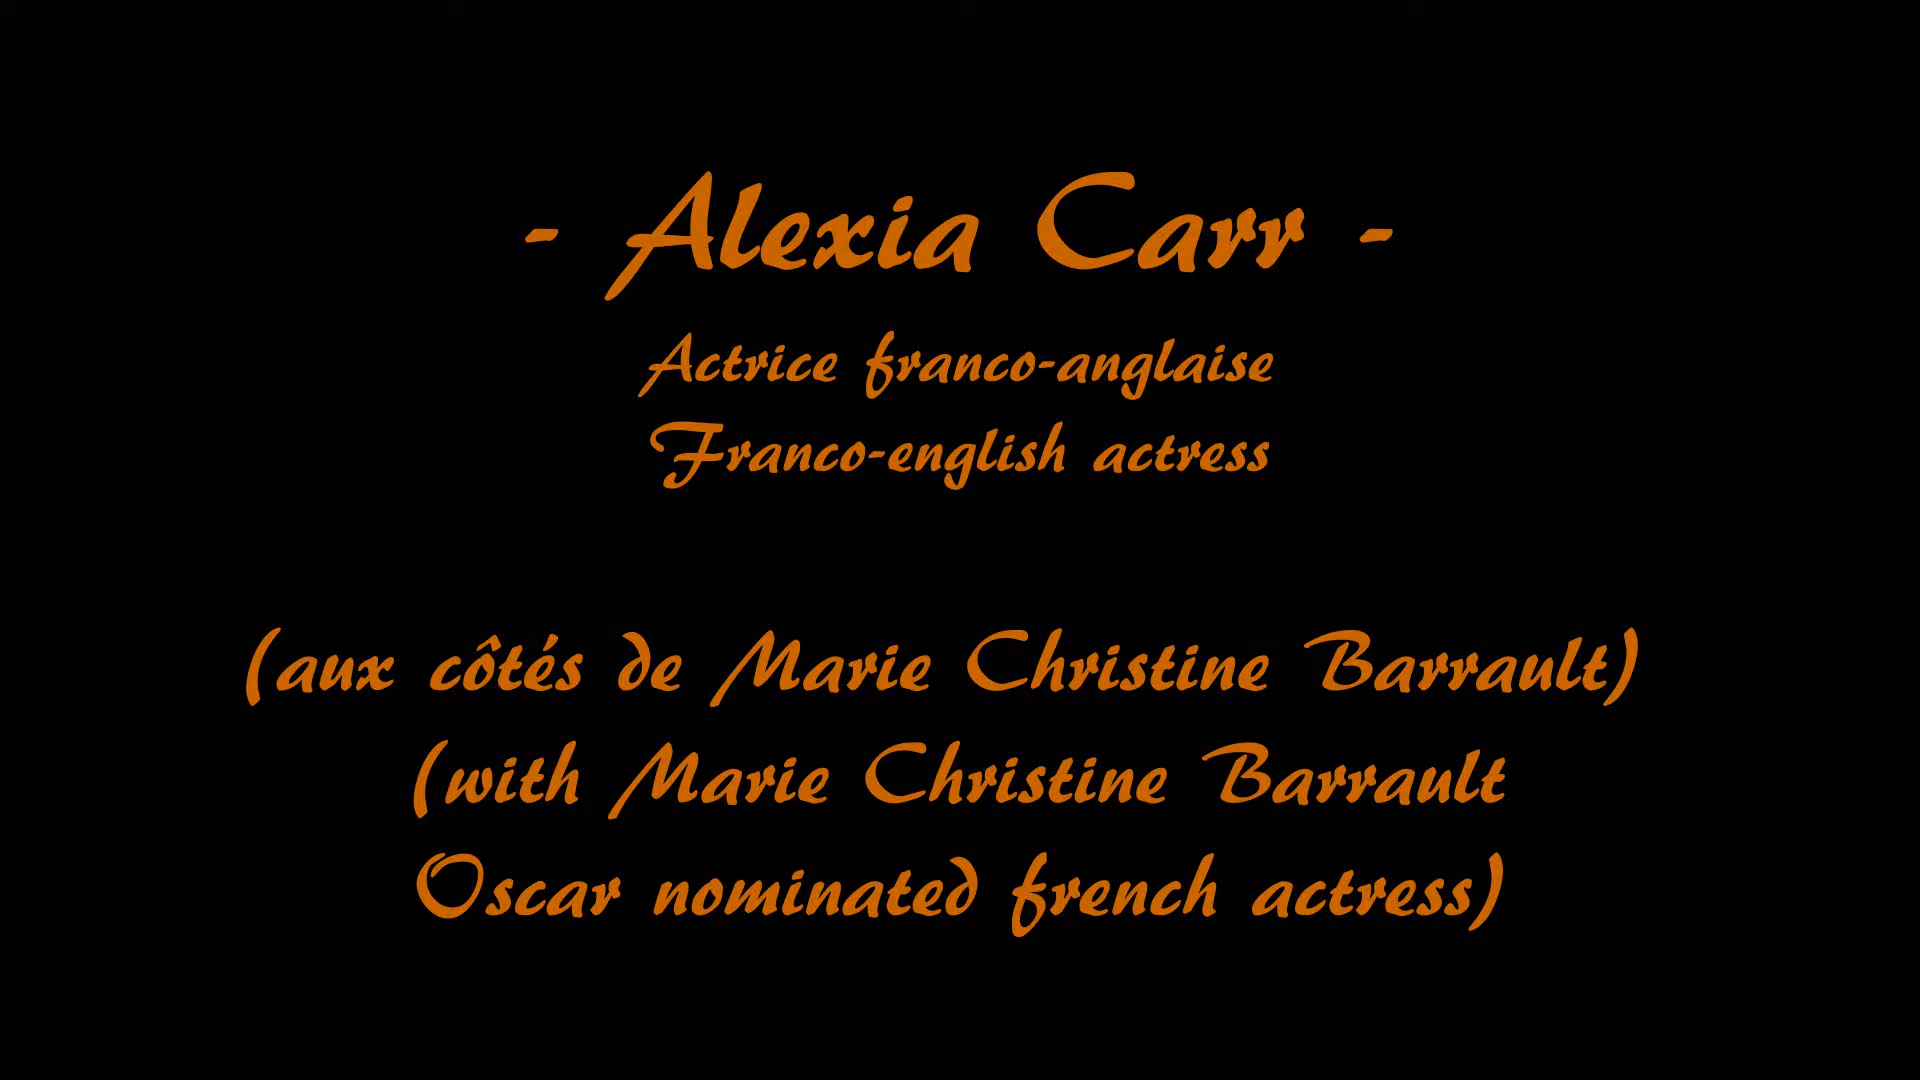 - Alexia Carr -
Actrice franco-anglaise
Franco-english actress
(aux côtés de Marie Christine Barrault)
(with Marie Christine Barrault
Oscar nominated french actress)